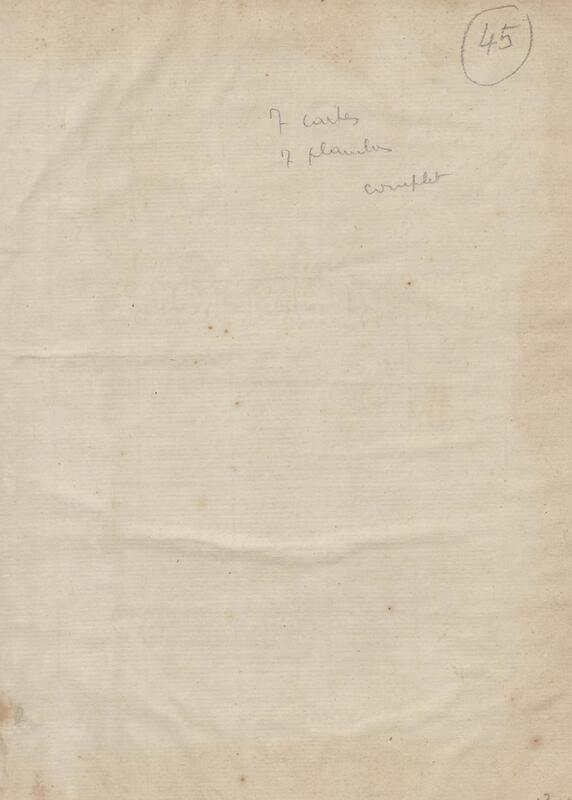 45
7 cartes
7 planches
complet